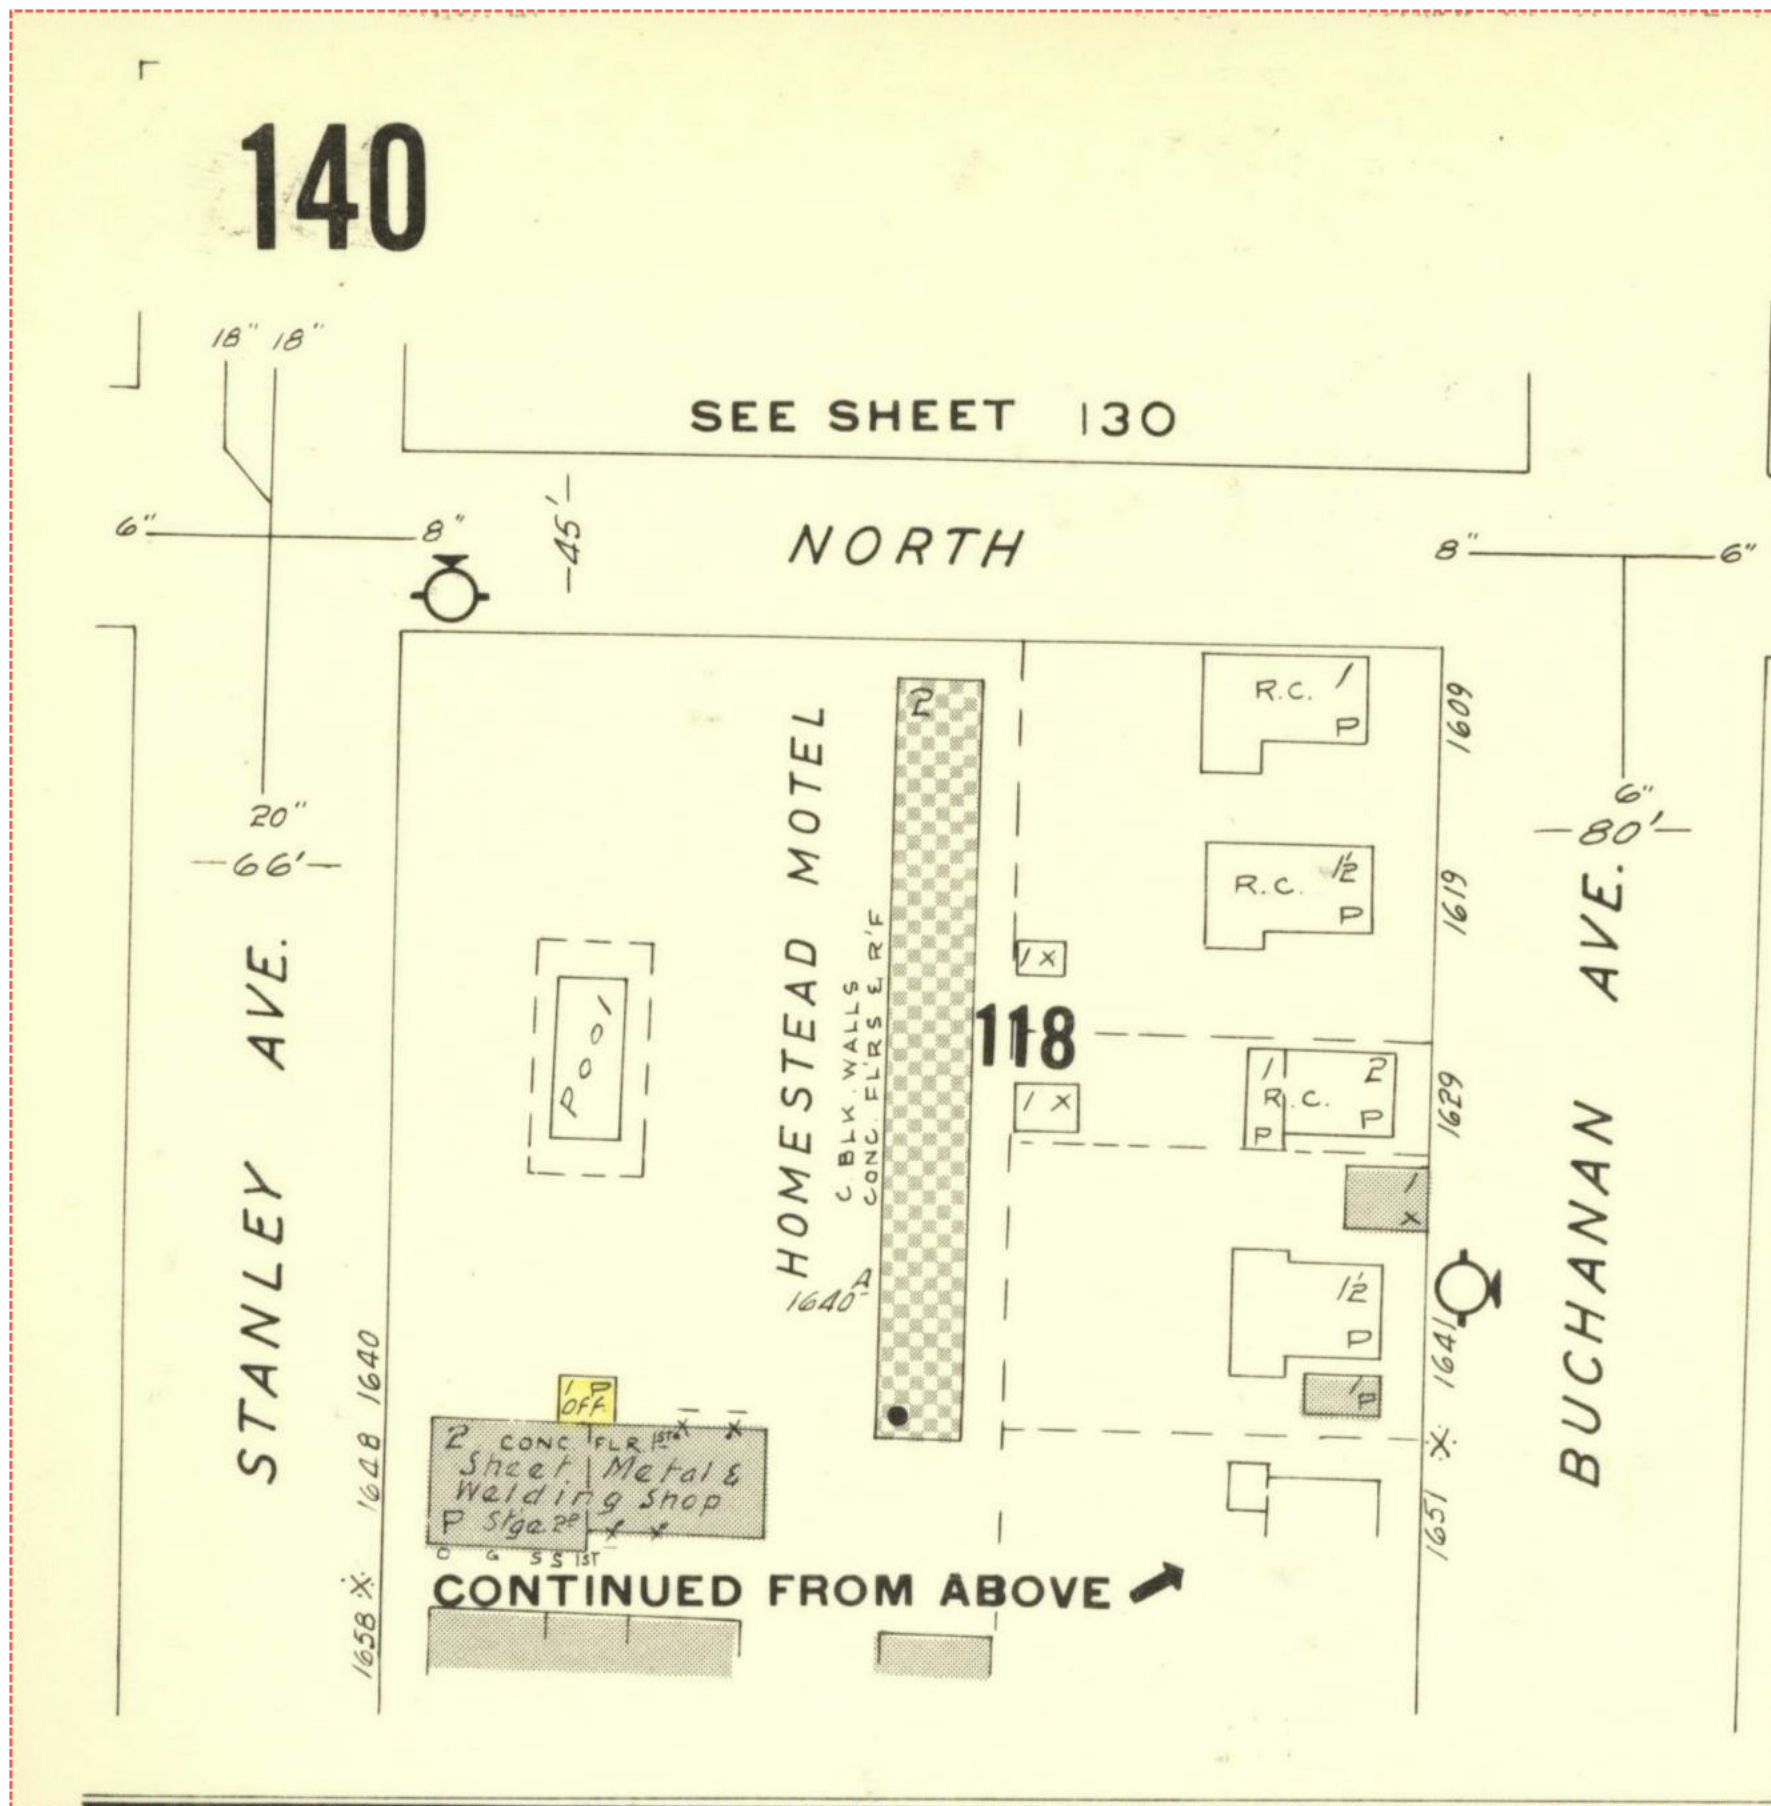 140
18" 18"
SEE SHEET 130
6" 8"
-45'-
NORTH
8" 6"
20"
-66'-
6"
-80'-
STANLEY AVE.
BUCHANAN AVE.
HOMESTEAD MOTEL
C. BLK. WALLS
CONC. FL'RS & R'F
1640 A
2
R.C. 1
P
1609
R.C. 1½
P
1619
1 X
118
1 X
Pool
1 2
R.C.
P P
1629
1
X
1½
P
1641
1 P
1651
1640
1648
1658
1 P
OFF.
2 CONC. FLR 1ST
Sheet Metal &
Welding Shop
P St'ge 2D
O G S S 1ST
CONTINUED FROM ABOVE